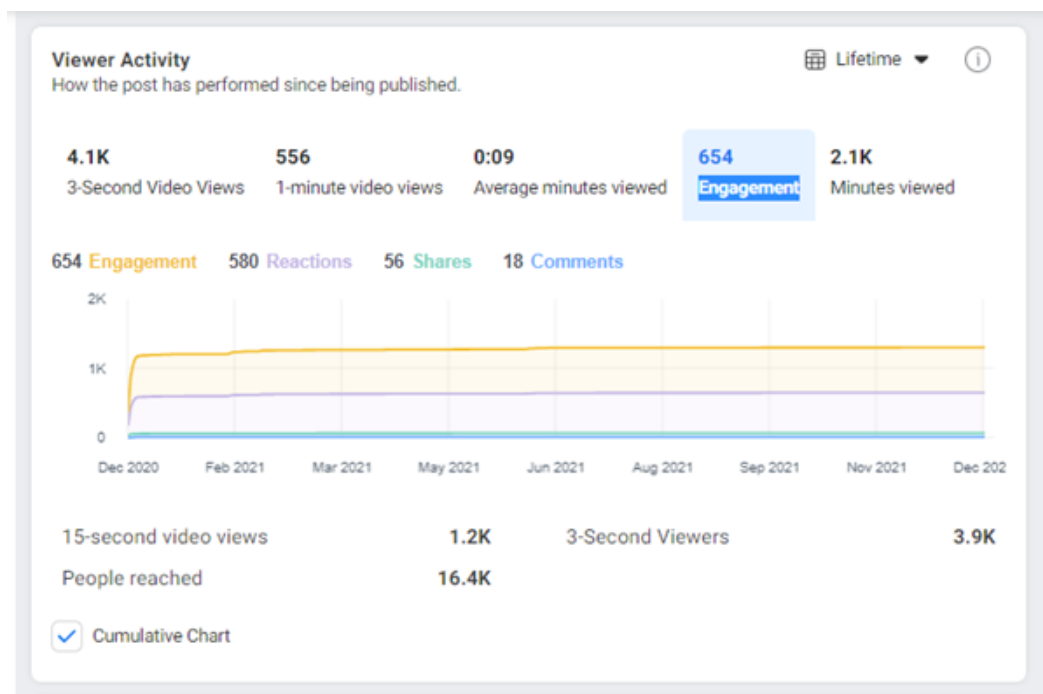 Viewer Activity
Lifetime
How the post has performed since being published.
4.1K 556 0:09 654 2.1K
3-Second Video Views 1-minute video views Average minutes viewed Engagement Minutes viewed
654 Engagement 580 Reactions 56 Shares 18 Comments
2K
1K
0
Dec 2020 Feb 2021 Mar 2021 May 2021 Jun 2021 Aug 2021 Sep 2021 Nov 2021 Dec 202
15-second video views 1.2K 3-Second Viewers 3.9K
People reached 16.4K
Cumulative Chart